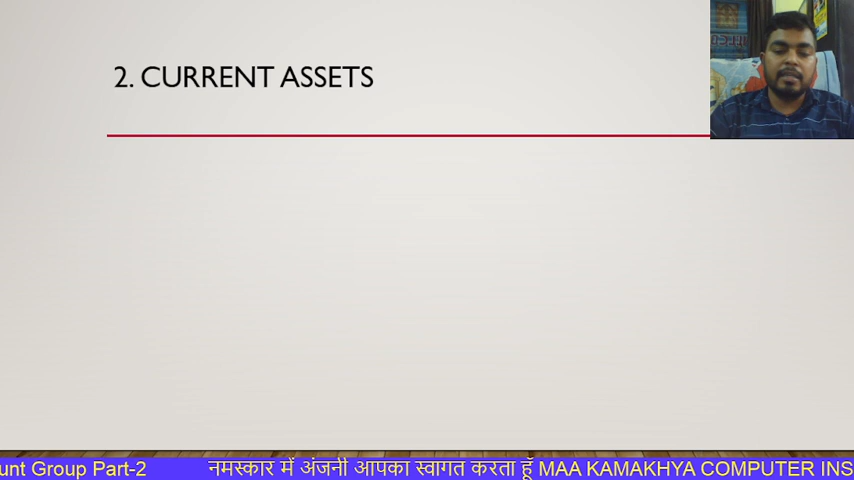 2. CURRENT ASSETS
unt Group Part-2 नमस्कार में अंजनी आपका स्वागत करता हूँ MAA KAMAKHYA COMPUTER INS